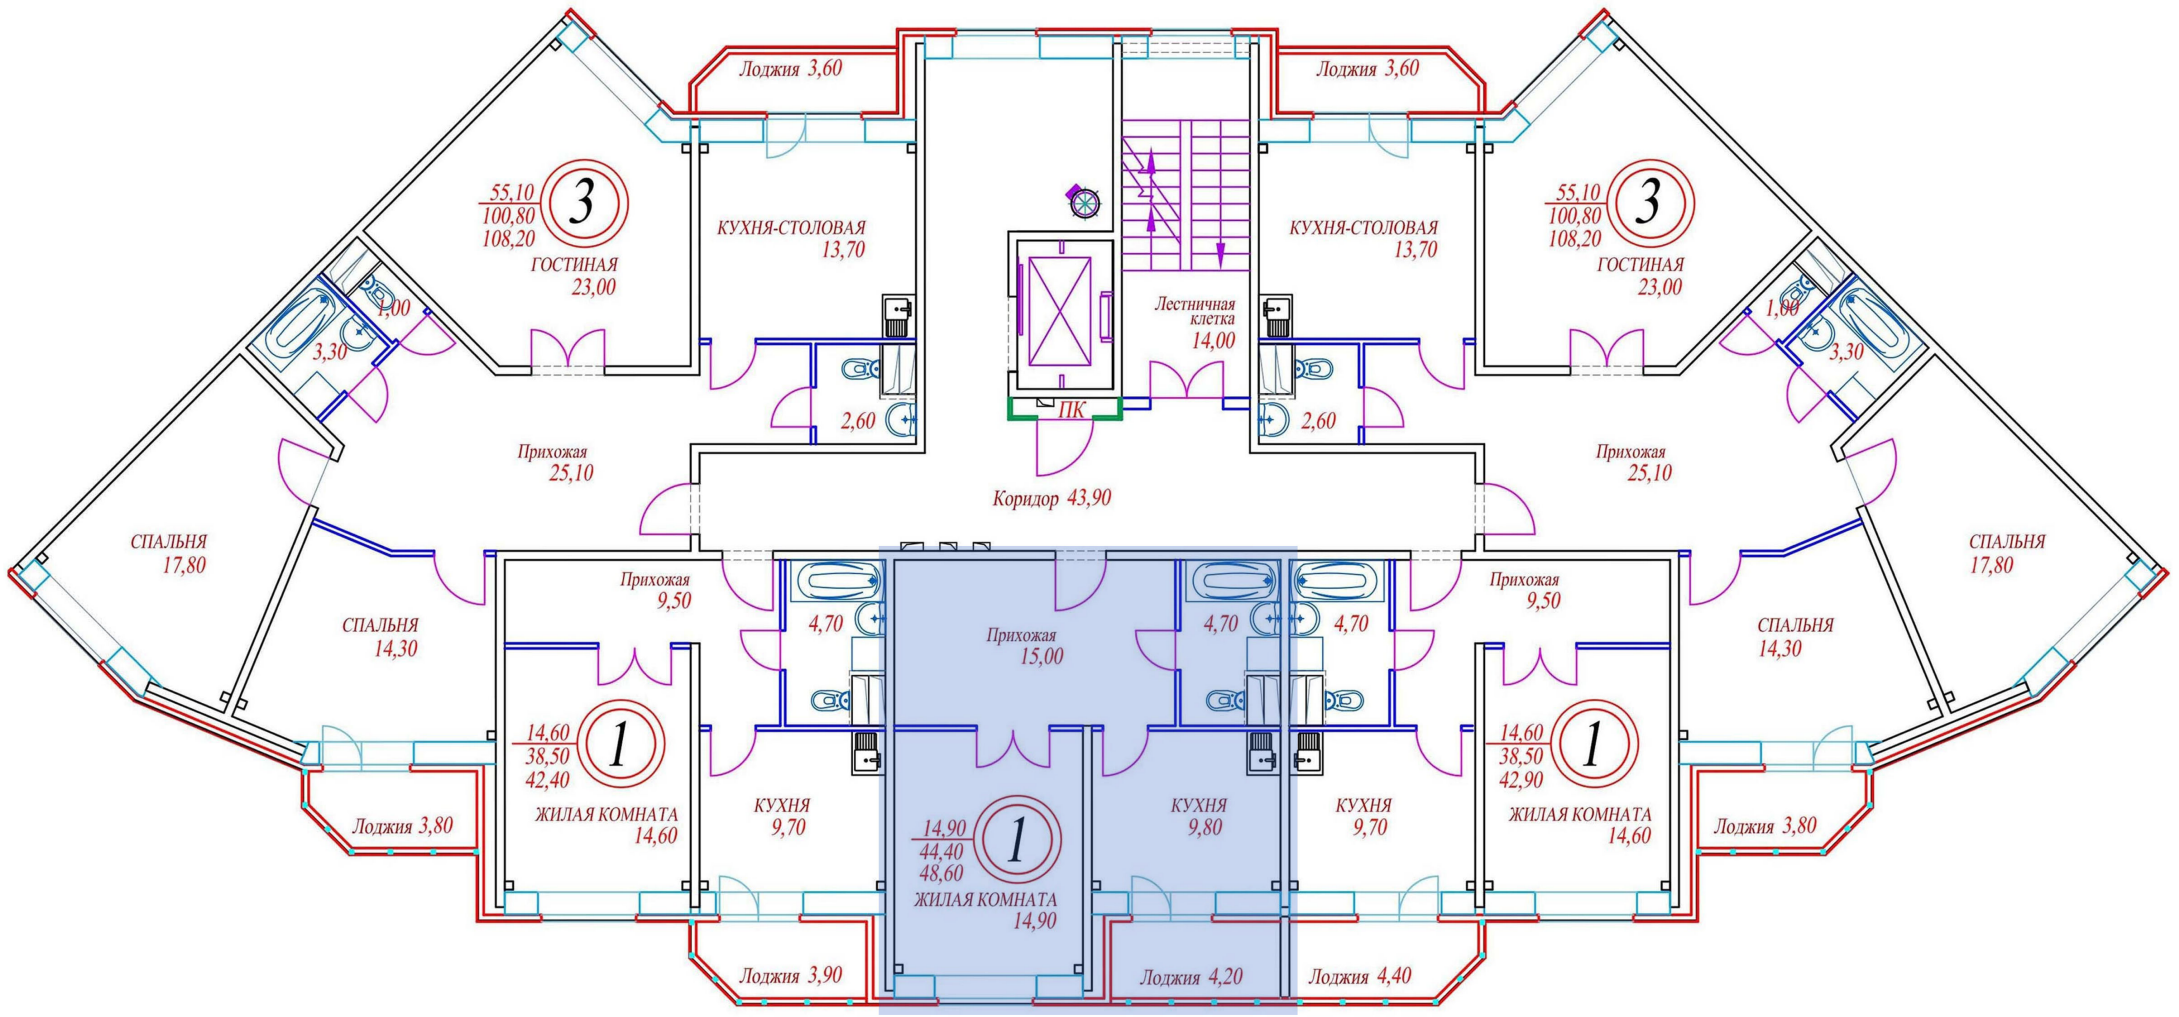 Лоджия 3,60
Лоджия 3,60
55,10
100,80
108,20
3
ГОСТИНАЯ
23,00
КУХНЯ-СТОЛОВАЯ
13,70
КУХНЯ-СТОЛОВАЯ
13,70
55,10
100,80
108,20
3
ГОСТИНАЯ
23,00
1,00
3,30
Лестничная
клетка
14,00
1,00
3,30
2,60
ПК
2,60
Прихожая
25,10
Коридор 43,90
Прихожая
25,10
СПАЛЬНЯ
17,80
СПАЛЬНЯ
17,80
СПАЛЬНЯ
14,30
Прихожая
9,50
4,70
Прихожая
15,00
4,70
4,70
Прихожая
9,50
СПАЛЬНЯ
14,30
14,60
38,50
42,40
1
ЖИЛАЯ КОМНАТА
14,60
КУХНЯ
9,70
14,90
44,40
48,60
1
ЖИЛАЯ КОМНАТА
14,90
КУХНЯ
9,80
КУХНЯ
9,70
14,60
38,50
42,90
1
ЖИЛАЯ КОМНАТА
14,60
Лоджия 3,80
Лоджия 3,80
Лоджия 3,90
Лоджия 4,20
Лоджия 4,40